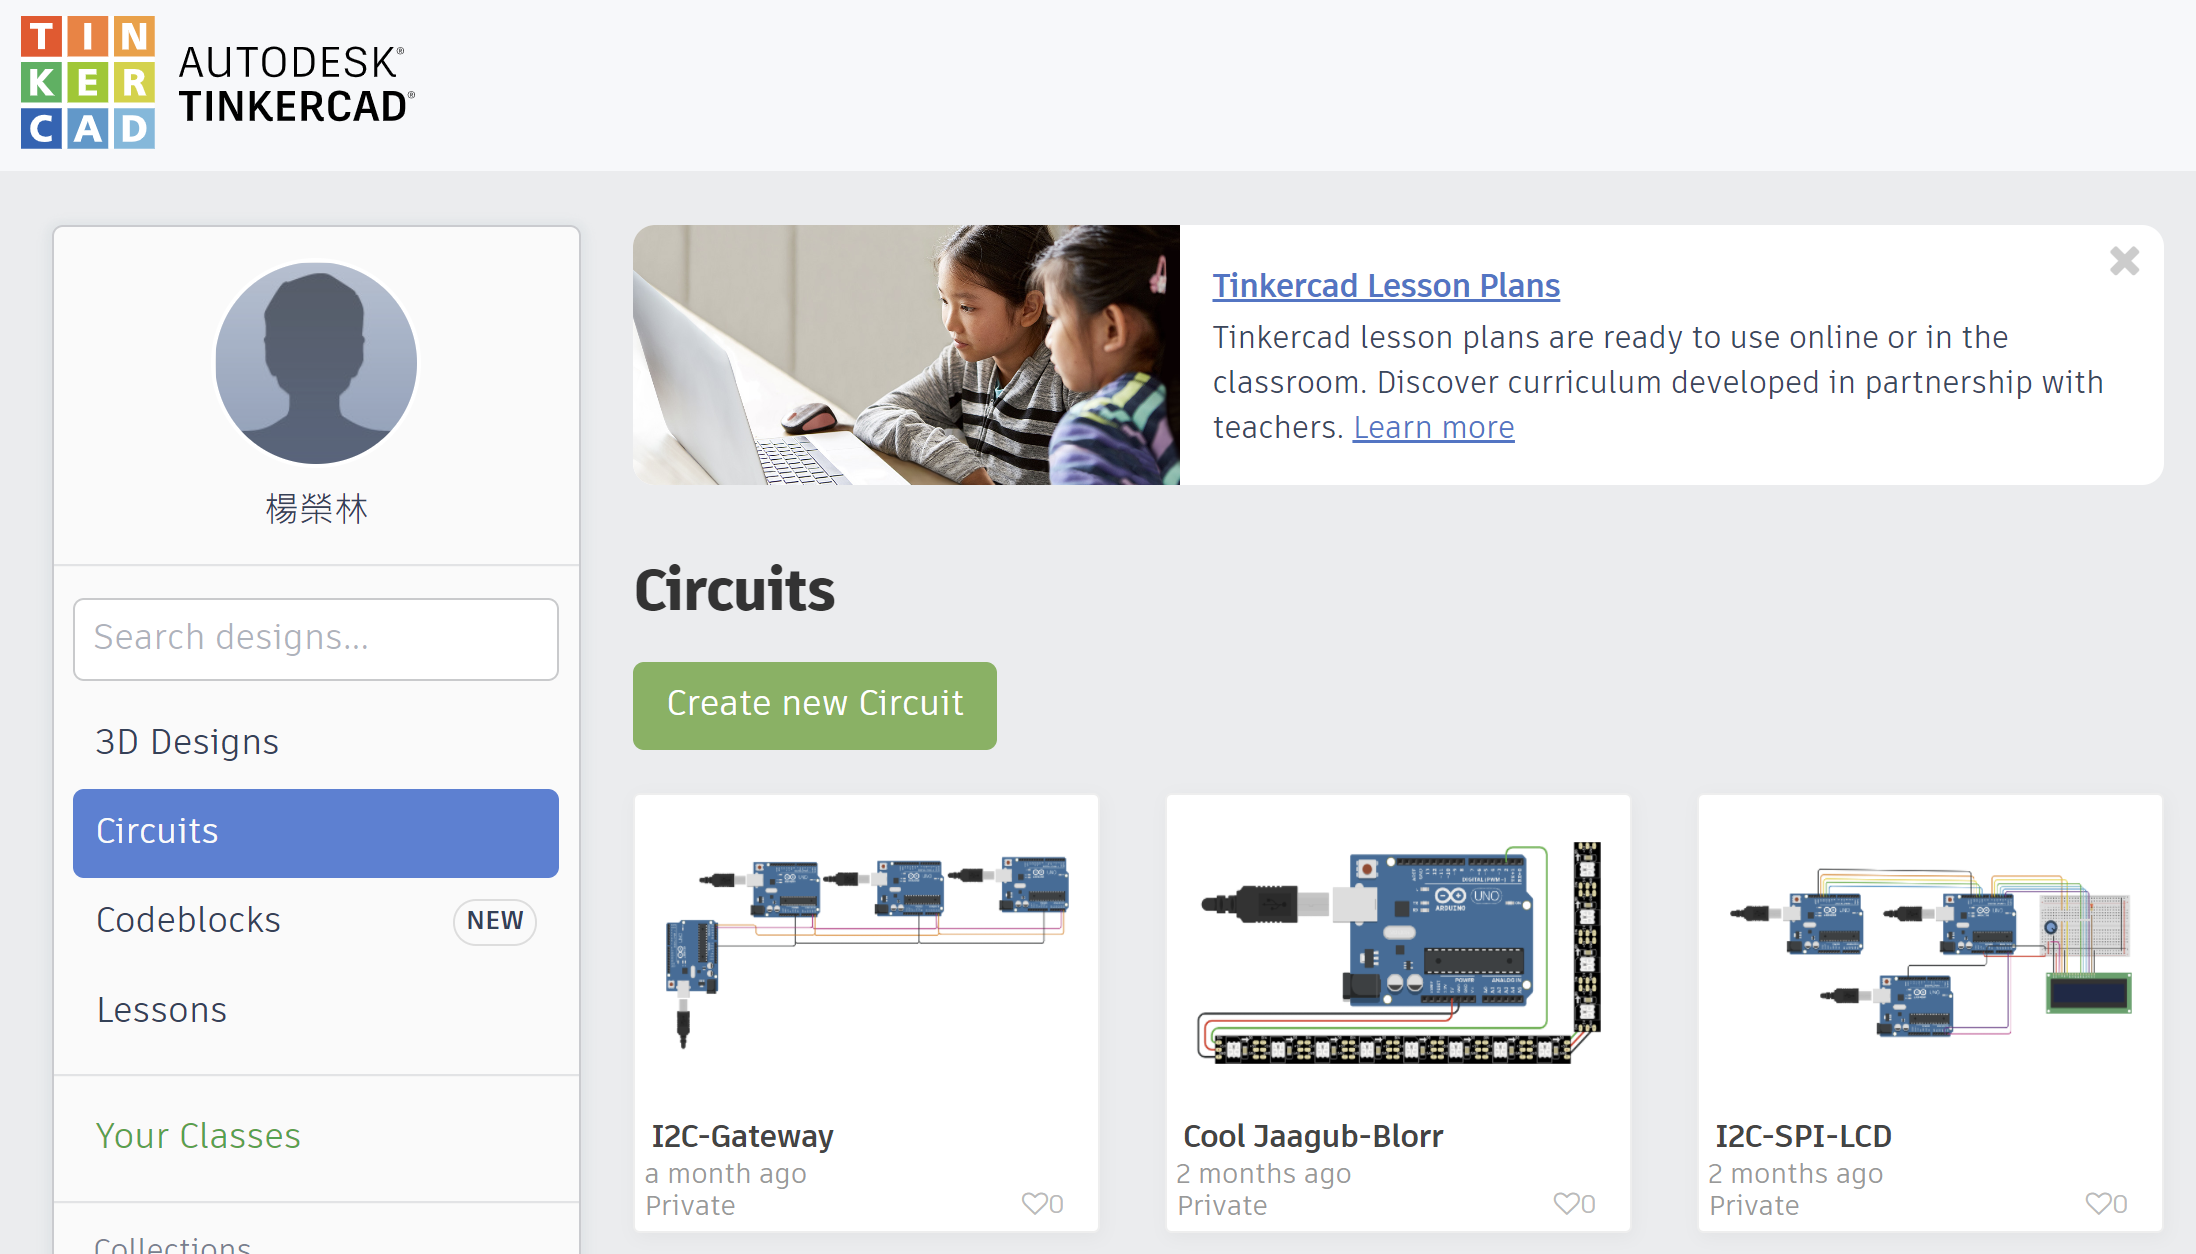 TIN
KER
CAD
AUTODESK®
TINKERCAD®
楊榮林
Search designs...
3D Designs
Circuits
Codeblocks NEW
Lessons
Your Classes
Collections
Tinkercad Lesson Plans
Tinkercad lesson plans are ready to use online or in the
classroom. Discover curriculum developed in partnership with
teachers. Learn more
Circuits
Create new Circuit
UNO
ARDUINO
I2C-Gateway
a month ago
Private
0
Cool Jaagub-Blorr
2 months ago
Private
0
I2C-SPI-LCD
2 months ago
Private
0